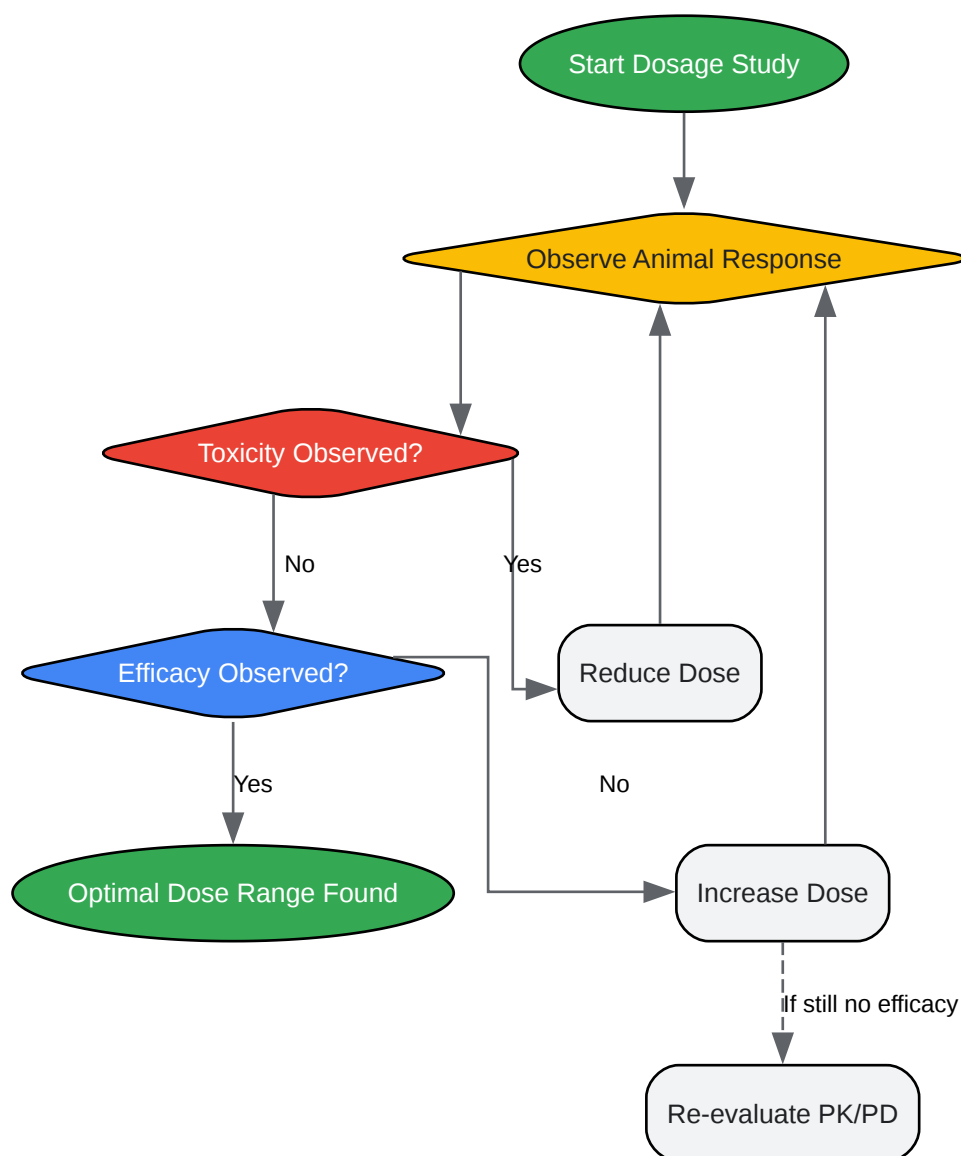 Start Dosage Study
Observe Animal Response
Toxicity Observed?
No
Yes
Efficacy Observed?
Reduce Dose
Yes
No
Optimal Dose Range Found
Increase Dose
If still no efficacy
Re-evaluate PK/PD